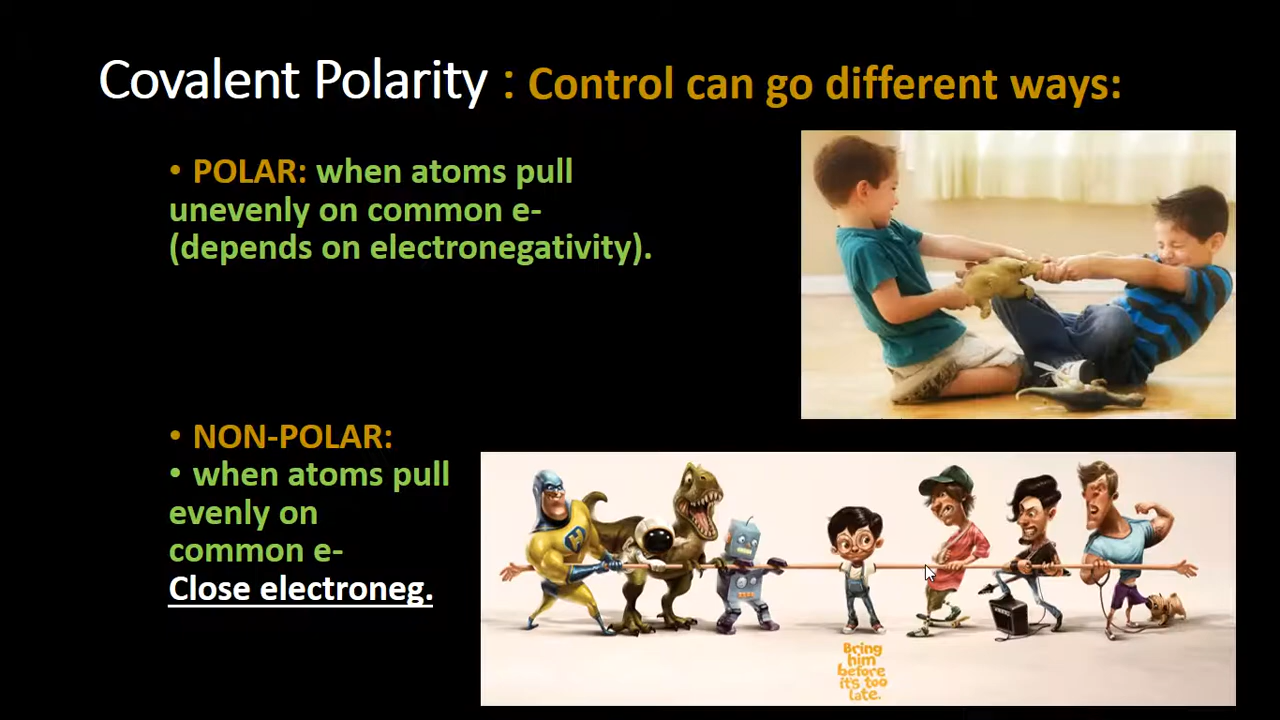 Covalent Polarity : Control can go different ways:
• POLAR: when atoms pull
unevenly on common e-
(depends on electronegativity).
• NON-POLAR:
• when atoms pull
evenly on
common e-
Close electroneg.
H
Bring
him
before
it's too
late.